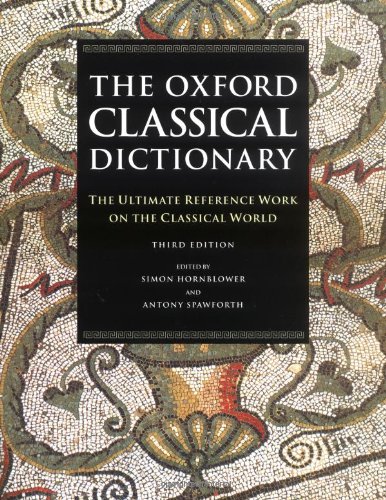 THE OXFORD
CLASSICAL
DICTIONARY
THE ULTIMATE REFERENCE WORK
ON THE CLASSICAL WORLD
THIRD EDITION
EDITED BY
SIMON HORNBLOWER
AND
ANTONY SPAWFORTH